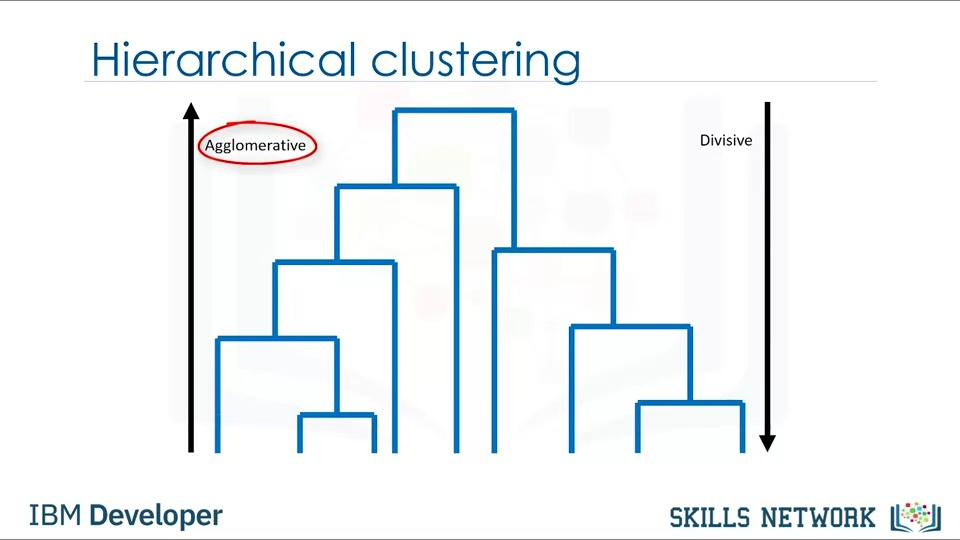 Hierarchical clustering
Agglomerative
Divisive
IBM Developer
SKILLS NETWORK